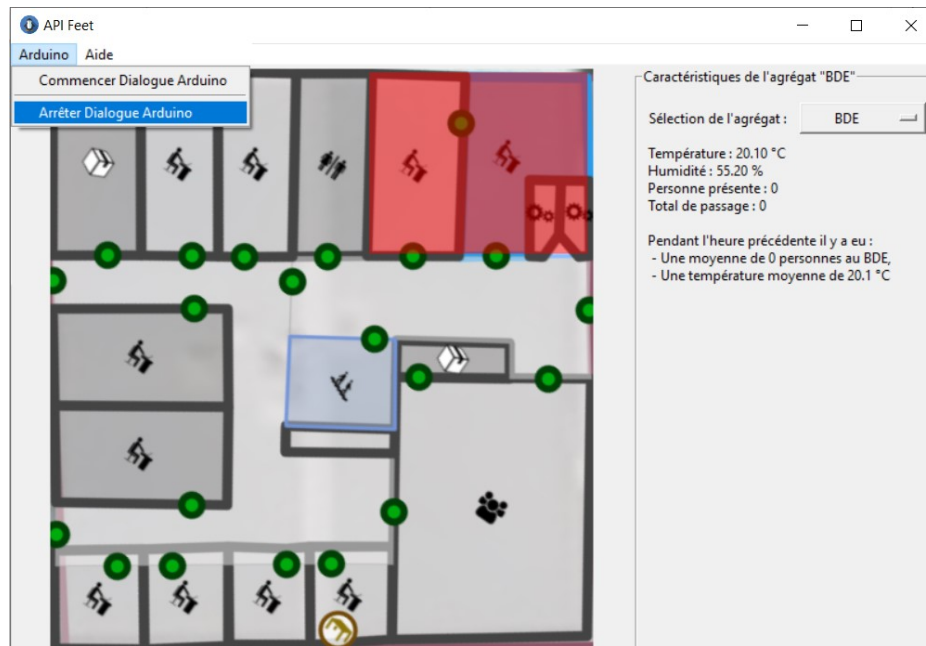 API Feet
Arduino Aide
Commencer Dialogue Arduino
Arrêter Dialogue Arduino
Caractéristiques de l'agrégat "BDE"
Sélection de l'agrégat : BDE
Température : 20.10 °C
Humidité : 55.20 %
Personne présente : 0
Total de passage : 0
Pendant l'heure précédente il y a eu :
- Une moyenne de 0 personnes au BDE,
- Une température moyenne de 20.1 °C